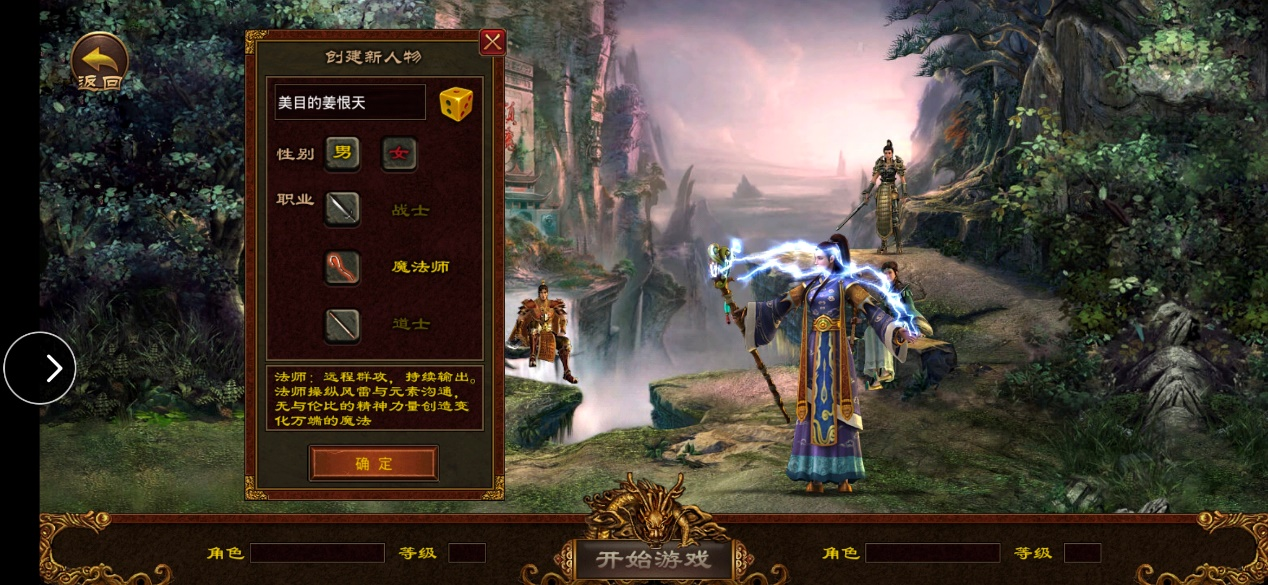 返回
创建新人物
美目的姜恨天
性别 男 女
职业
战士
魔法师
道士
法师：远程群攻，持续输出。
法师操纵风雷与元素沟通，
无与伦比的精神力量创造变
化万端的魔法
确定
角色 等级 开始游戏 角色 等级